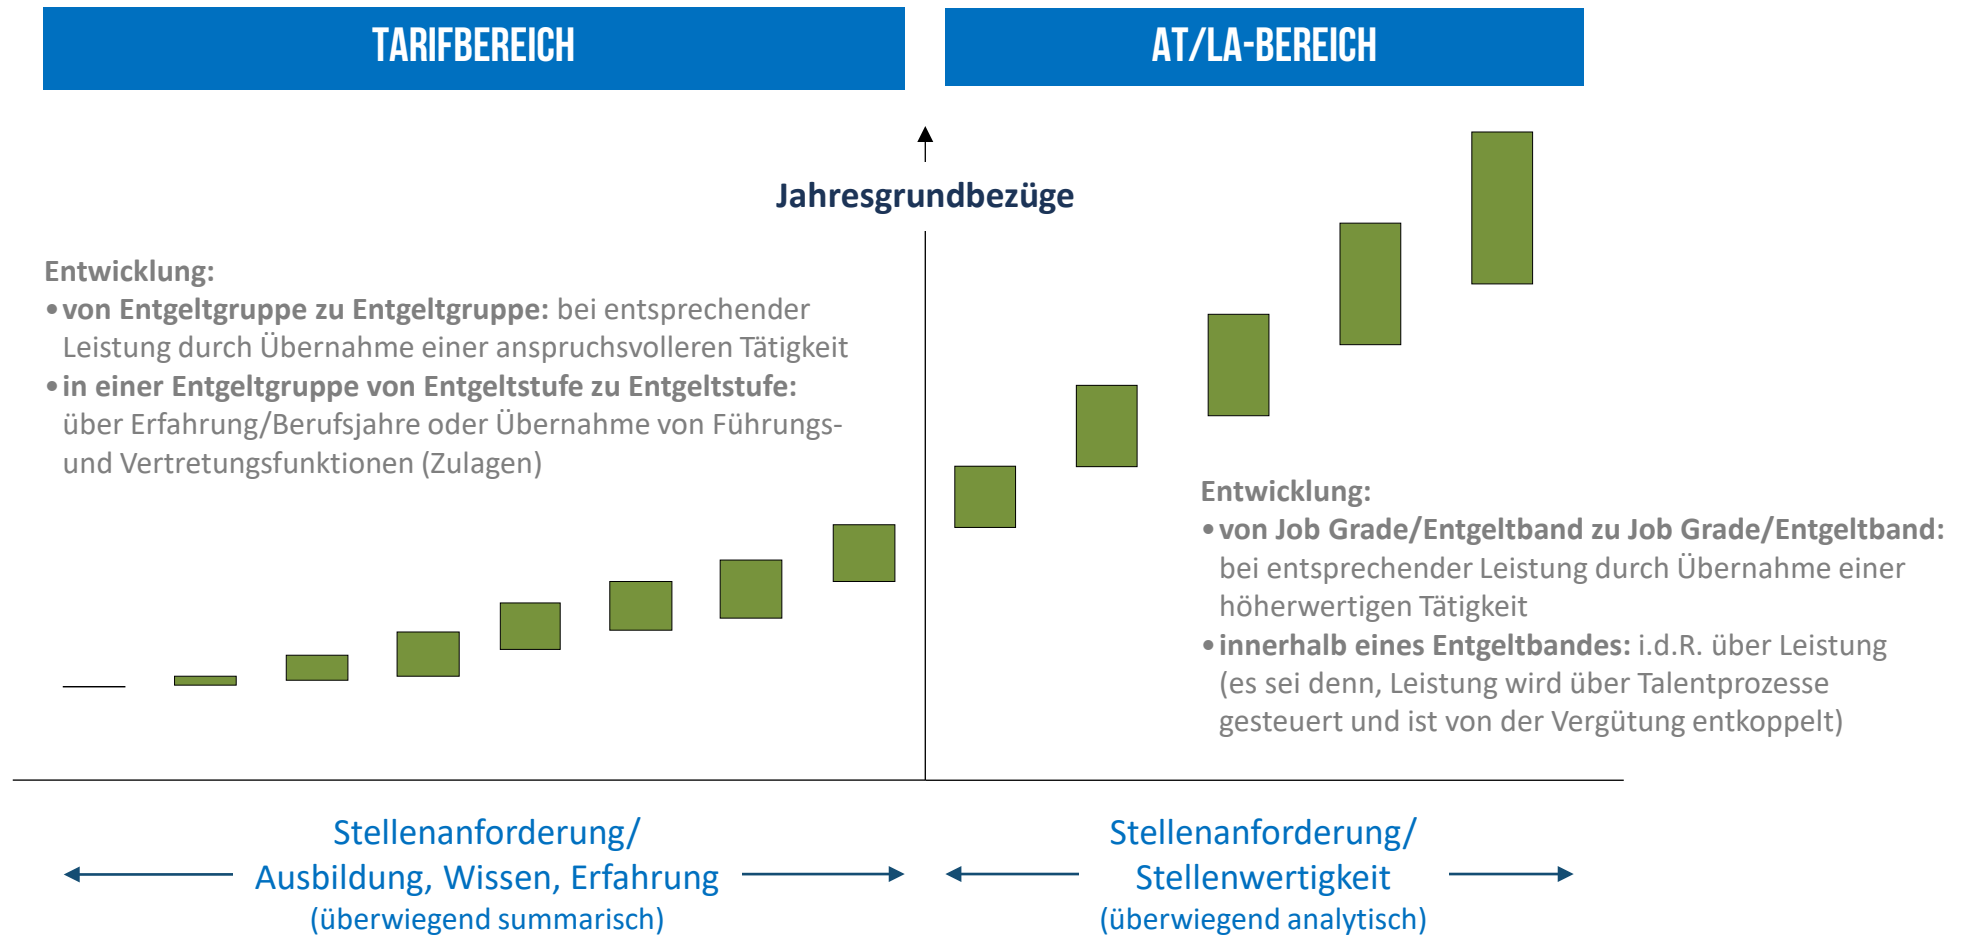 TARIFBEREICH
AT/LA-BEREICH
Jahresgrundbezüge
Entwicklung:
•von Entgeltgruppe zu Entgeltgruppe: bei entsprechender
Leistung durch Übernahme einer anspruchsvolleren Tätigkeit
•in einer Entgeltgruppe von Entgeltstufe zu Entgeltstufe:
über Erfahrung/Berufsjahre oder Übernahme von Führungs-
und Vertretungsfunktionen (Zulagen)
Entwicklung:
•von Job Grade/Entgeltband zu Job Grade/Entgeltband:
bei entsprechender Leistung durch Übernahme einer
höherwertigen Tätigkeit
•innerhalb eines Entgeltbandes: i.d.R. über Leistung
(es sei denn, Leistung wird über Talentprozesse
gesteuert und ist von der Vergütung entkoppelt)
Stellenanforderung/
Ausbildung, Wissen, Erfahrung
(überwiegend summarisch)
Stellenanforderung/
Stellenwertigkeit
(überwiegend analytisch)